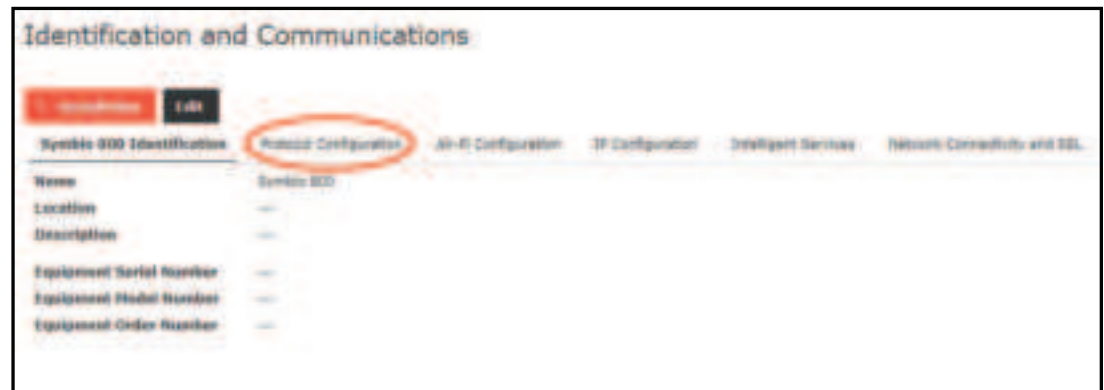 Identification and Communications
Edit
Symbio 800 Identification Protocol Configuration Air-Fi Configuration IP Configuration Intelligent Services Network Connectivity and SSL
Name Symbio 800
Location ---
Description ---
Equipment Serial Number ---
Equipment Model Number ---
Equipment Order Number ---